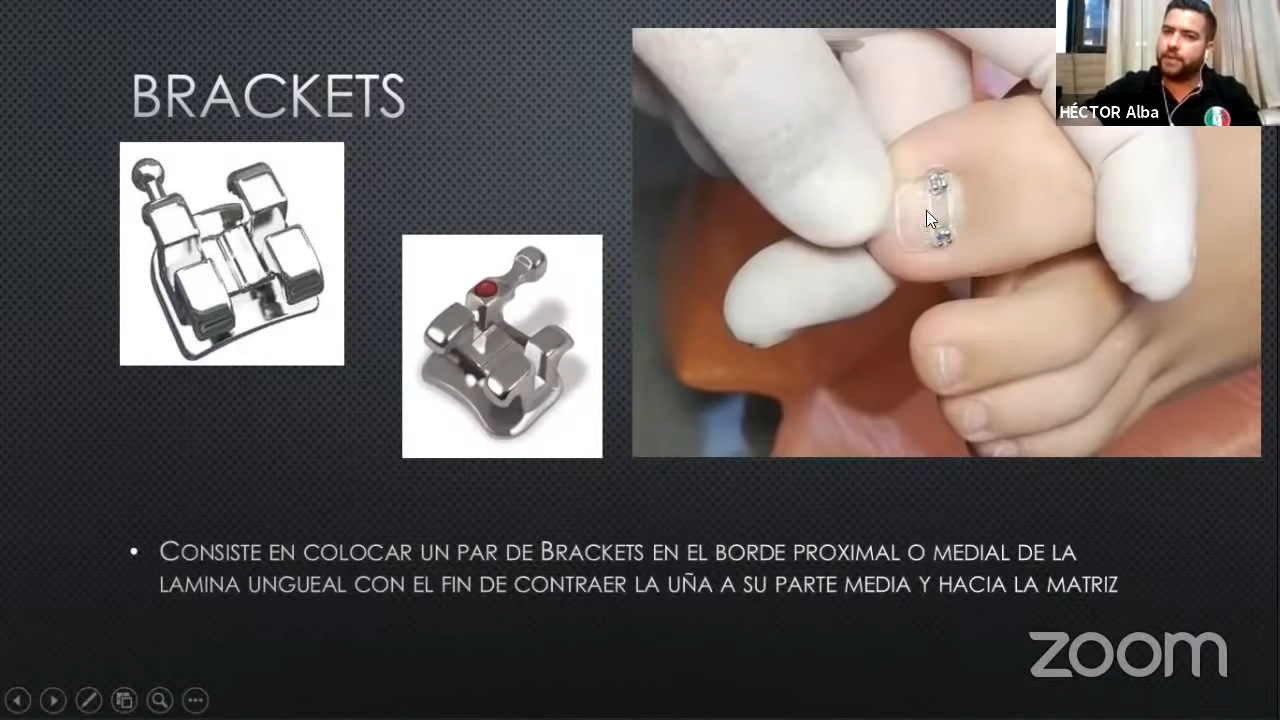 BRACKETS
HÉCTOR Alba
• CONSISTE EN COLOCAR UN PAR DE BRACKETS EN EL BORDE PROXIMAL O MEDIAL DE LA
LAMINA UNGUEAL CON EL FIN DE CONTRAER LA UÑA A SU PARTE MEDIA Y HACIA LA MATRIZ
zoom